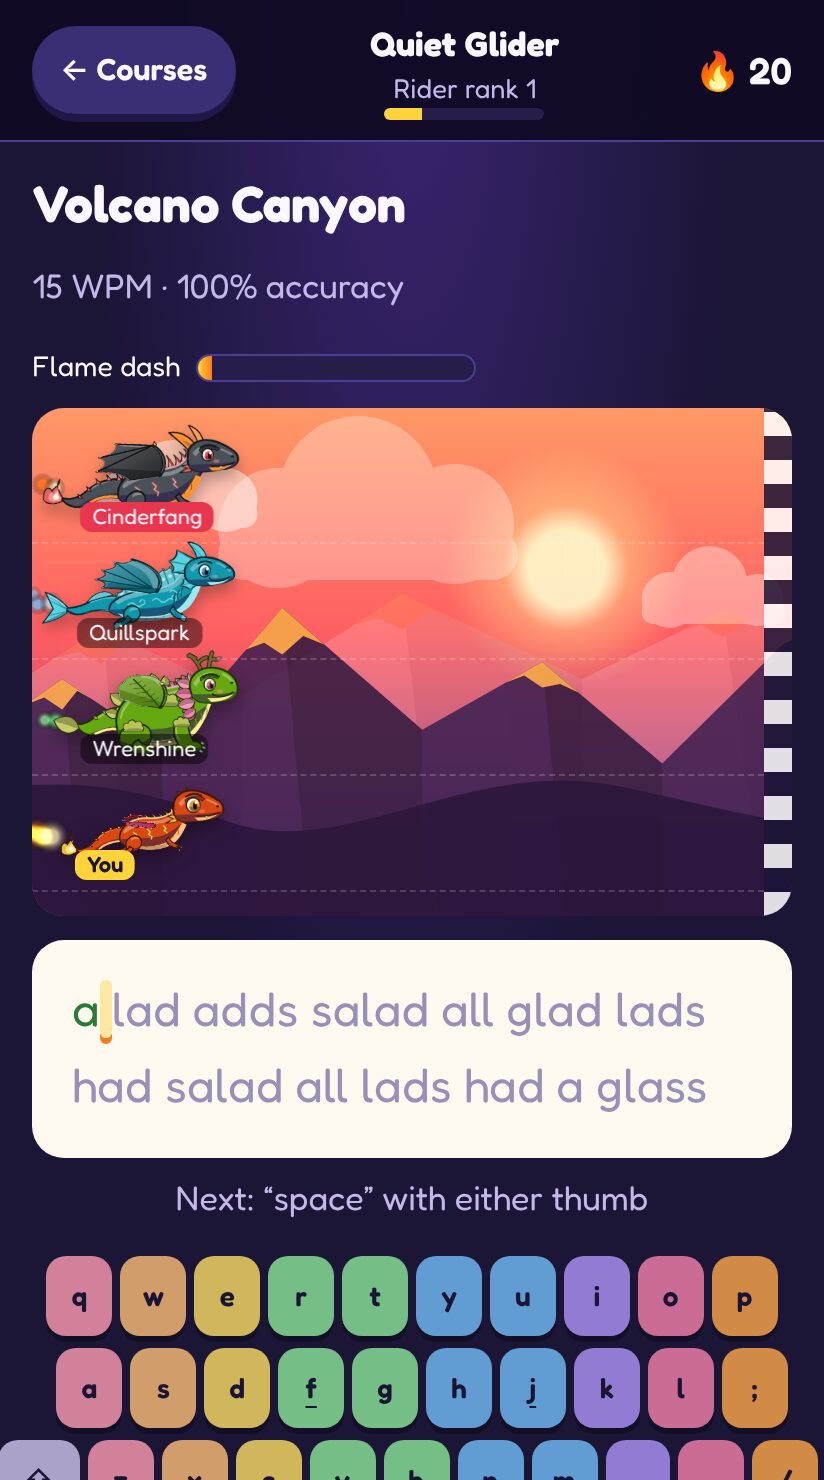 ← Courses
Quiet Glider
Rider rank 1
🔥 20
Volcano Canyon
15 WPM · 100% accuracy
Flame dash
Cinderfang
Quillspark
Wrenshine
You
a lad adds salad all glad lads
had salad all lads had a glass
Next: “space” with either thumb
q w e r t y u i o p
a s d f g h j k l ;